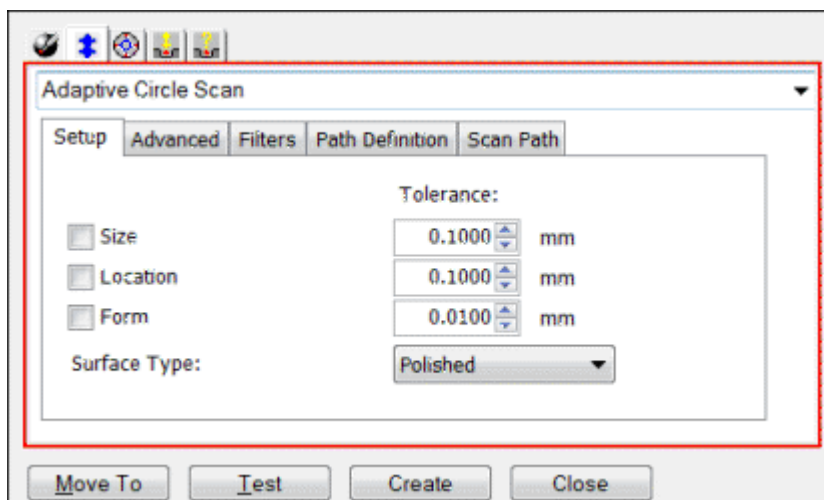 Adaptive Circle Scan
Setup Advanced Filters Path Definition Scan Path
Tolerance:
Size 0.1000 mm
Location 0.1000 mm
Form 0.0100 mm
Surface Type: Polished
Move To Test Create Close